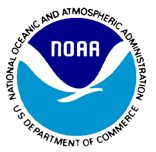 NATIONAL OCEANIC AND ATMOSPHERIC ADMINISTRATION
NOAA
U.S. DEPARTMENT OF COMMERCE